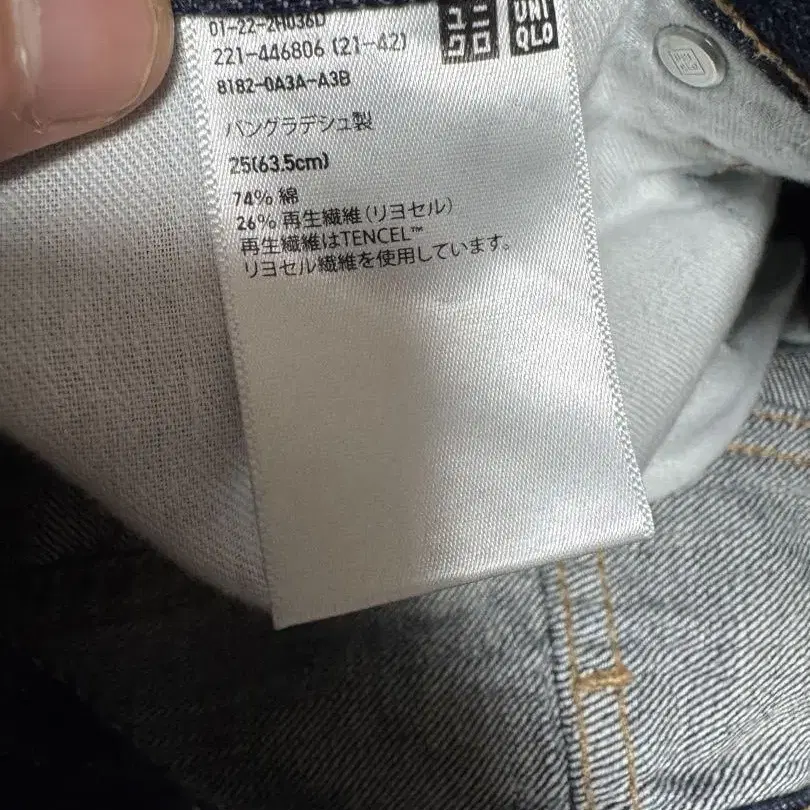 01-22-2H036D
221-446806 (21-42)
8182-0A3A-A3B
ユニ
クロ
UNI
QLO
バングラデシュ製
25(63.5cm)
74% 綿
26% 再生繊維(リヨセル)
再生繊維はTENCEL™
リヨセル繊維を使用しています。